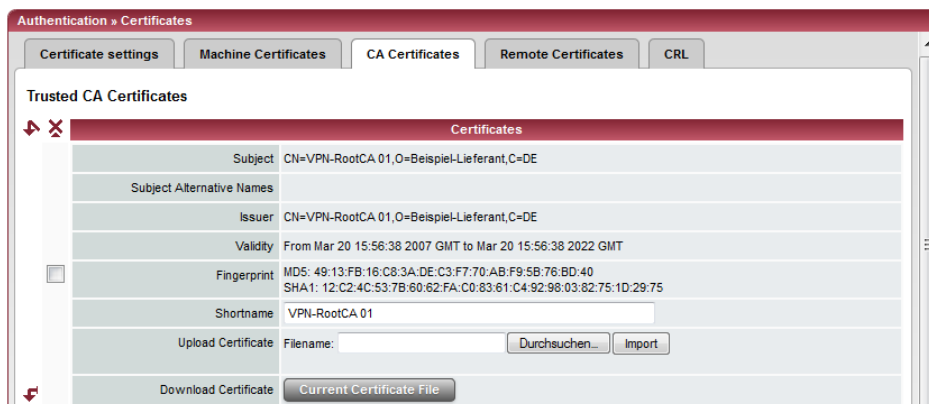 Authentication » Certificates
Certificate settings Machine Certificates CA Certificates Remote Certificates CRL
Trusted CA Certificates
Certificates
Subject CN=VPN-RootCA 01,O=Beispiel-Lieferant,C=DE
Subject Alternative Names
Issuer CN=VPN-RootCA 01,O=Beispiel-Lieferant,C=DE
Validity From Mar 20 15:56:38 2007 GMT to Mar 20 15:56:38 2022 GMT
Fingerprint MD5: 49:13:FB:16:C8:3A:DE:C3:F7:70:AB:F9:5B:76:BD:40
SHA1: 12:C2:4C:53:7B:60:62:FA:C0:83:61:C4:92:98:03:82:75:1D:29:75
Shortname VPN-RootCA 01
Upload Certificate Filename: Durchsuchen... Import
Download Certificate Current Certificate File